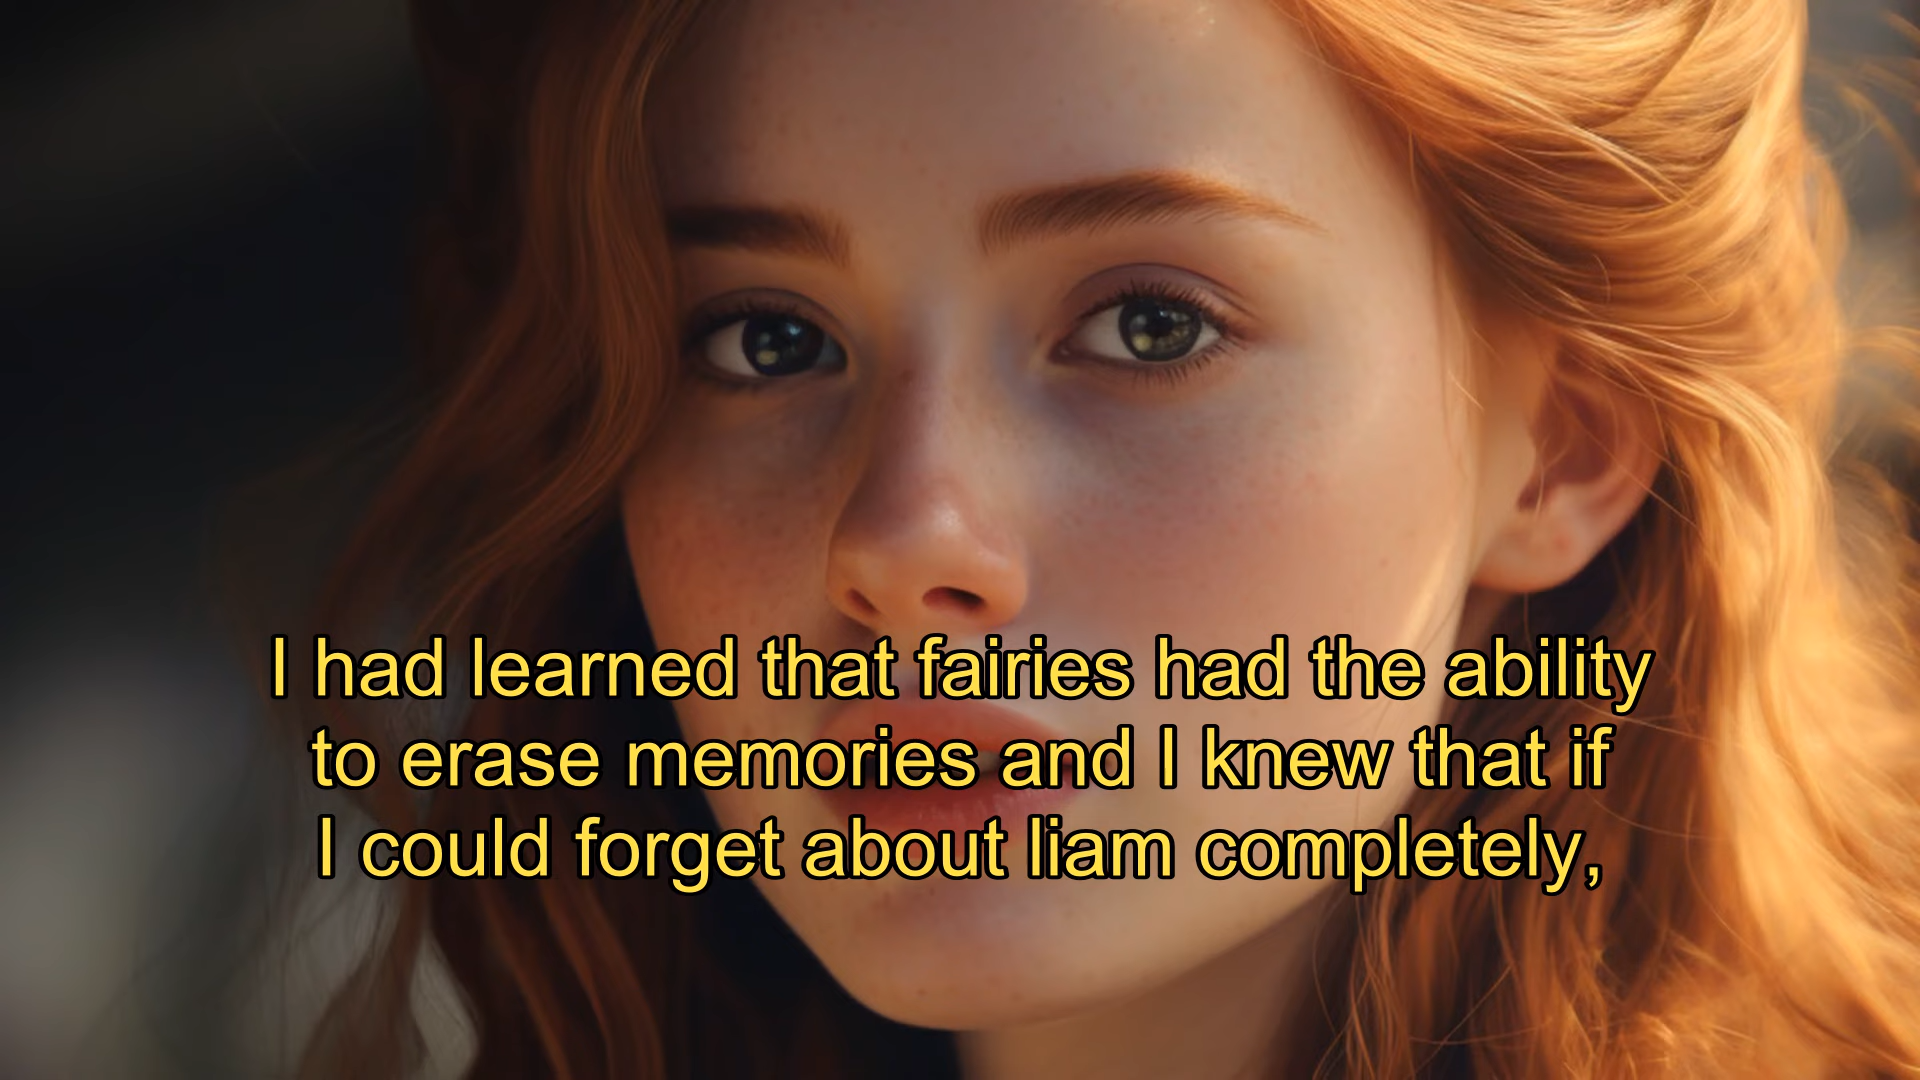 I had learned that fairies had the ability
to erase memories and I knew that if
I could forget about liam completely,